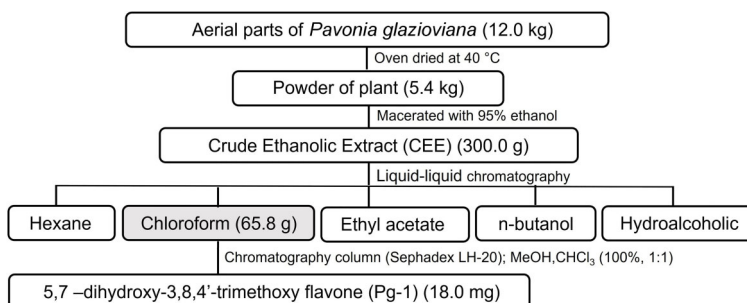 Aerial parts of Pavonia glazioviana (12.0 kg)
Oven dried at 40 °C
Powder of plant (5.4 kg)
Macerated with 95% ethanol
Crude Ethanolic Extract (CEE) (300.0 g)
Liquid-liquid chromatography
Hexane
Chloroform (65.8 g)
Ethyl acetate
n-butanol
Hydroalcoholic
Chromatography column (Sephadex LH-20); MeOH,CHCl₃ (100%, 1:1)
5,7 –dihydroxy-3,8,4'-trimethoxy flavone (Pg-1) (18.0 mg)